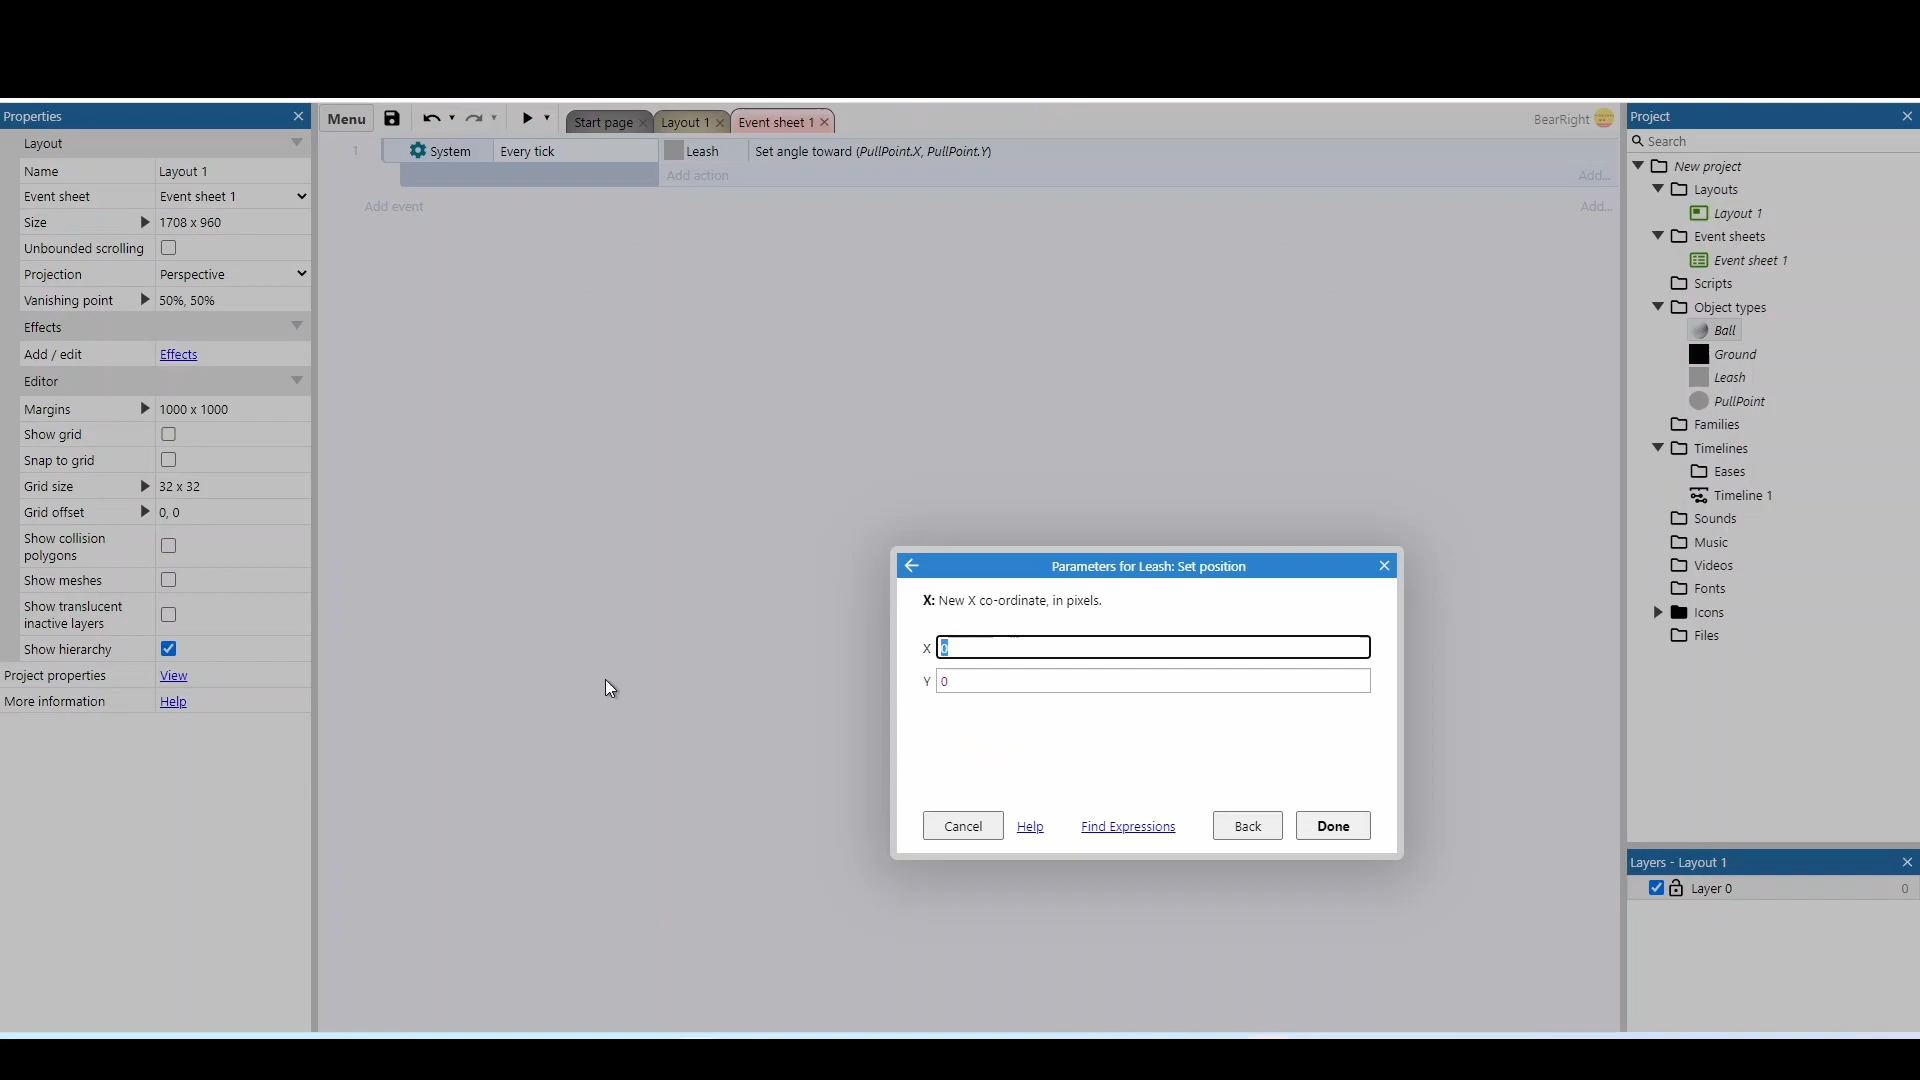 Properties
Layout
Name Layout 1
Event sheet Event sheet 1
Size 1708 x 960
Unbounded scrolling
Projection Perspective
Vanishing point 50%, 50%
Effects
Add / edit Effects
Editor
Margins 1000 x 1000
Show grid
Snap to grid
Grid size 32 x 32
Grid offset 0, 0
Show collision
polygons
Show meshes
Show translucent
inactive layers
Show hierarchy
Project properties View
More information Help
Menu
Start page
Layout 1
Event sheet 1
BearRight
1 System Every tick Leash Set angle toward (PullPoint.X, PullPoint.Y)
Add action Add...
Add event Add...
Parameters for Leash: Set position
X: New X co-ordinate, in pixels.
X 0
Y 0
Cancel Help Find Expressions Back Done
Project
Search
New project
Layouts
Layout 1
Event sheets
Event sheet 1
Scripts
Object types
Ball
Ground
Leash
PullPoint
Families
Timelines
Eases
Timeline 1
Sounds
Music
Videos
Fonts
Icons
Files
Layers - Layout 1
Layer 0 0